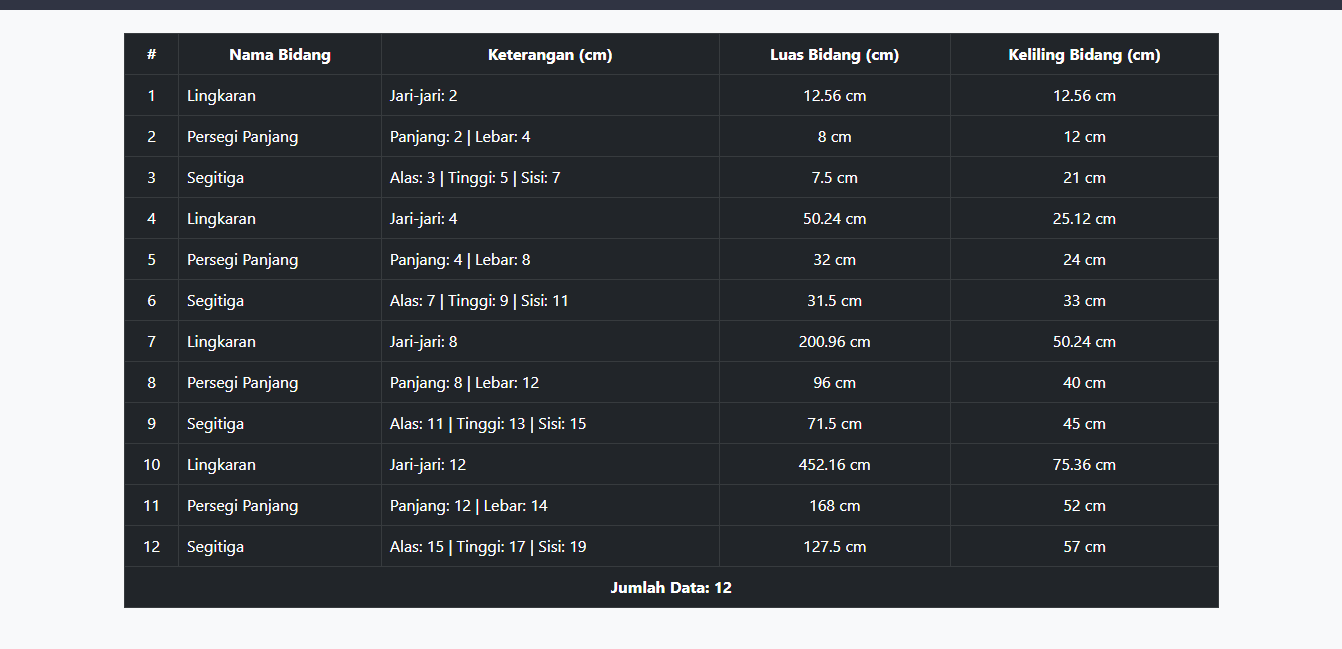 # Nama Bidang Keterangan (cm) Luas Bidang (cm) Keliling Bidang (cm)
1 Lingkaran Jari-jari: 2 12.56 cm 12.56 cm
2 Persegi Panjang Panjang: 2 | Lebar: 4 8 cm 12 cm
3 Segitiga Alas: 3 | Tinggi: 5 | Sisi: 7 7.5 cm 21 cm
4 Lingkaran Jari-jari: 4 50.24 cm 25.12 cm
5 Persegi Panjang Panjang: 4 | Lebar: 8 32 cm 24 cm
6 Segitiga Alas: 7 | Tinggi: 9 | Sisi: 11 31.5 cm 33 cm
7 Lingkaran Jari-jari: 8 200.96 cm 50.24 cm
8 Persegi Panjang Panjang: 8 | Lebar: 12 96 cm 40 cm
9 Segitiga Alas: 11 | Tinggi: 13 | Sisi: 15 71.5 cm 45 cm
10 Lingkaran Jari-jari: 12 452.16 cm 75.36 cm
11 Persegi Panjang Panjang: 12 | Lebar: 14 168 cm 52 cm
12 Segitiga Alas: 15 | Tinggi: 17 | Sisi: 19 127.5 cm 57 cm
Jumlah Data: 12